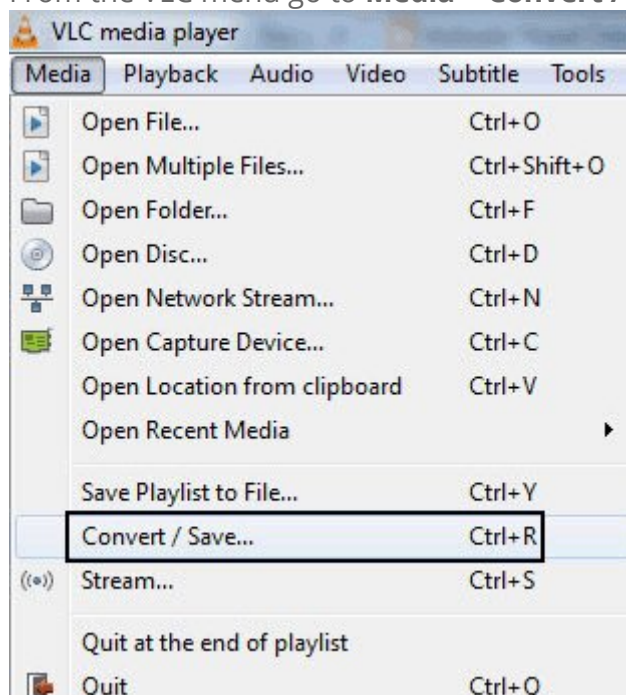 From the VLC menu go to Media > Convert /
VLC media player
Media Playback Audio Video Subtitle Tools
Open File... Ctrl+O
Open Multiple Files... Ctrl+Shift+O
Open Folder... Ctrl+F
Open Disc... Ctrl+D
Open Network Stream... Ctrl+N
Open Capture Device... Ctrl+C
Open Location from clipboard Ctrl+V
Open Recent Media
Save Playlist to File... Ctrl+Y
Convert / Save... Ctrl+R
Stream... Ctrl+S
Quit at the end of playlist
Quit Ctrl+Q